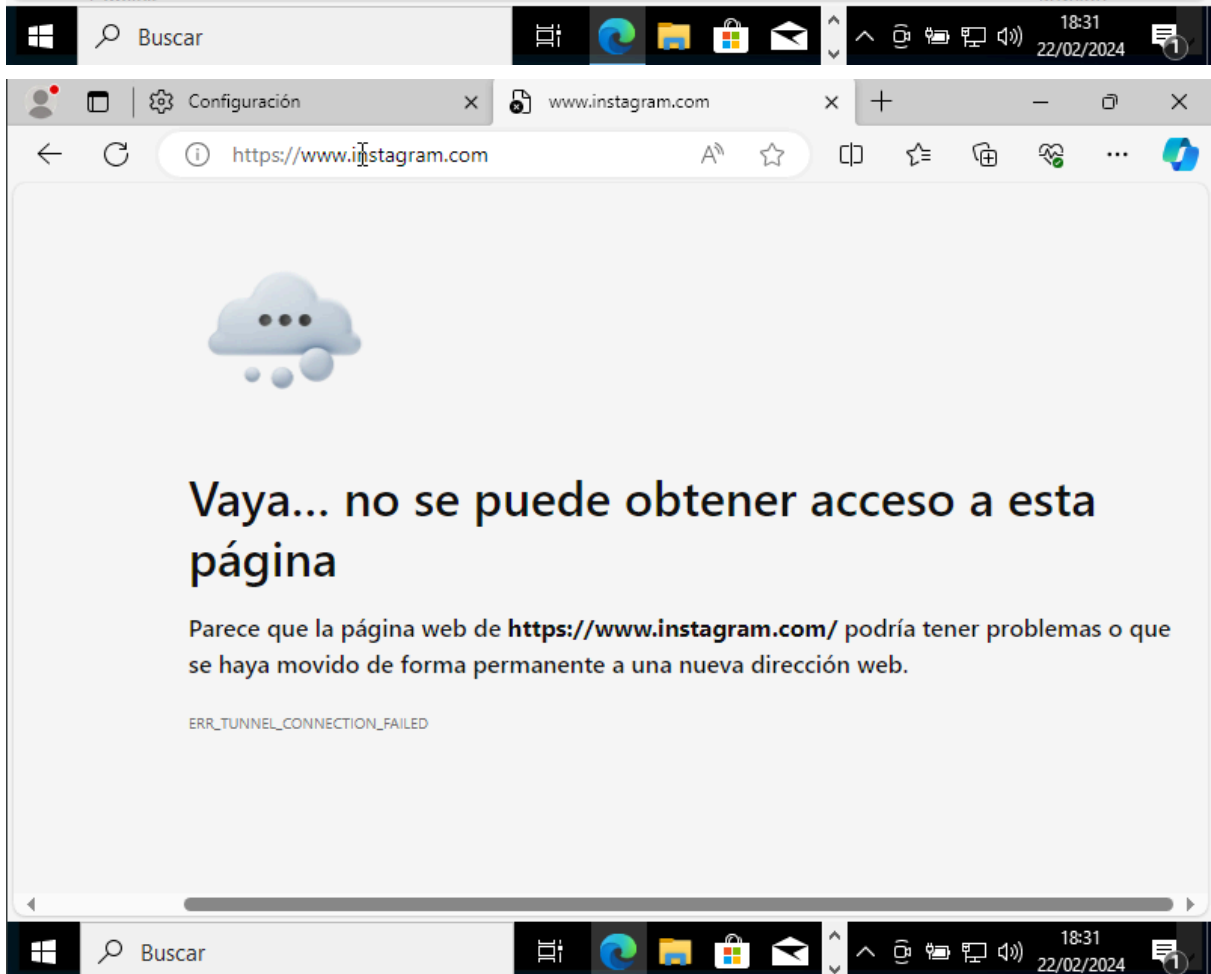 Buscar
18:31
22/02/2024
1
Configuración
www.instagram.com
https://www.instagram.com
Vaya... no se puede obtener acceso a esta
página
Parece que la página web de https://www.instagram.com/ podría tener problemas o que
se haya movido de forma permanente a una nueva dirección web.
ERR_TUNNEL_CONNECTION_FAILED
Buscar
18:31
22/02/2024
1